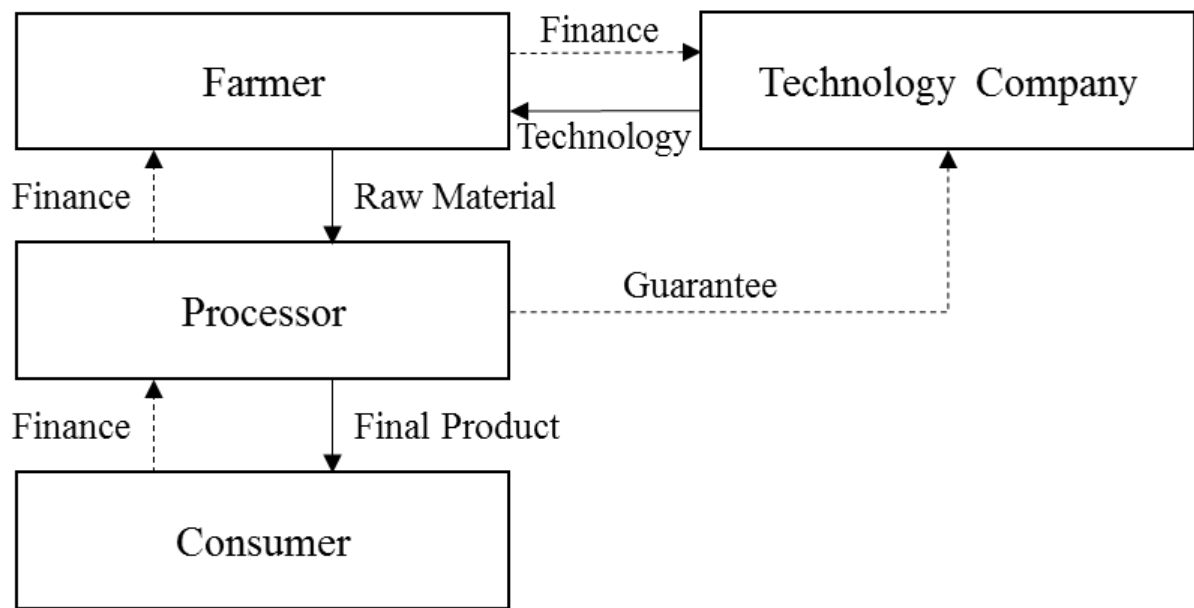 Finance
Farmer
Technology Company
Technology
Finance
Raw Material
Processor
Guarantee
Finance
Final Product
Consumer